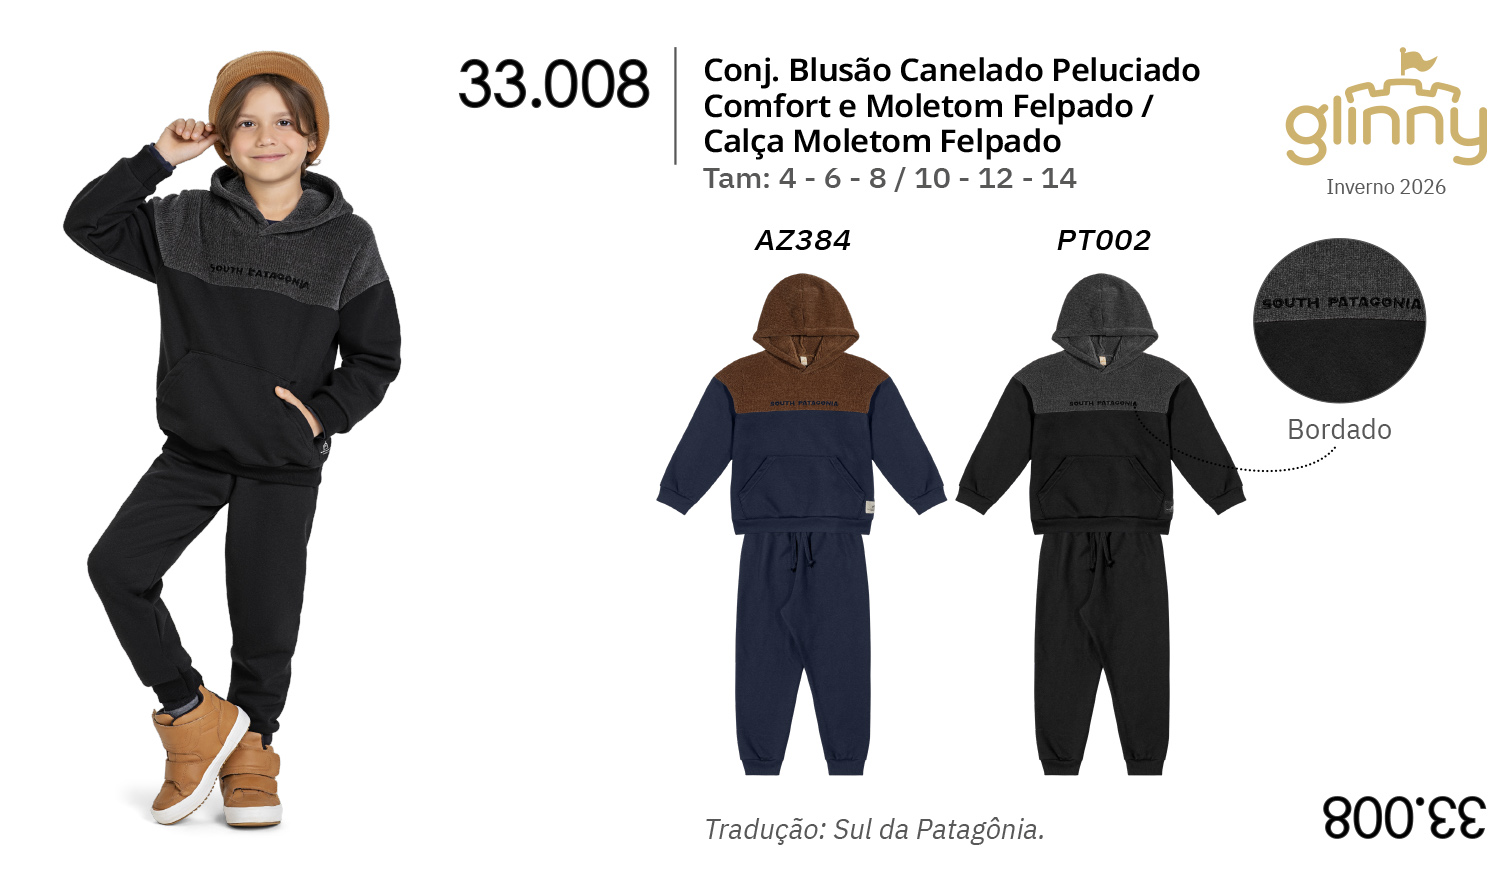 33.008
Conj. Blusão Canelado Peluciado
Comfort e Moletom Felpado /
Calça Moletom Felpado
Tam: 4 - 6 - 8 / 10 - 12 - 14
glinny
Inverno 2026
AZ384
PT002
SOUTH PATAGONIA
SOUTH PATAGONIA
SOUTH PATAGONIA
SOUTH PATAGONIA
Bordado
Tradução: Sul da Patagônia.
33.008